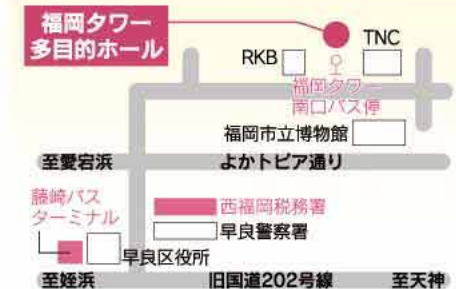 福岡タワー
多目的ホール
RKB
TNC
福岡タワー
南口バス停
福岡市立博物館
至愛宕浜
よかトピア通り
藤崎バス
ターミナル
西福岡税務署
早良警察署
早良区役所
至姪浜
旧国道202号線
至天神